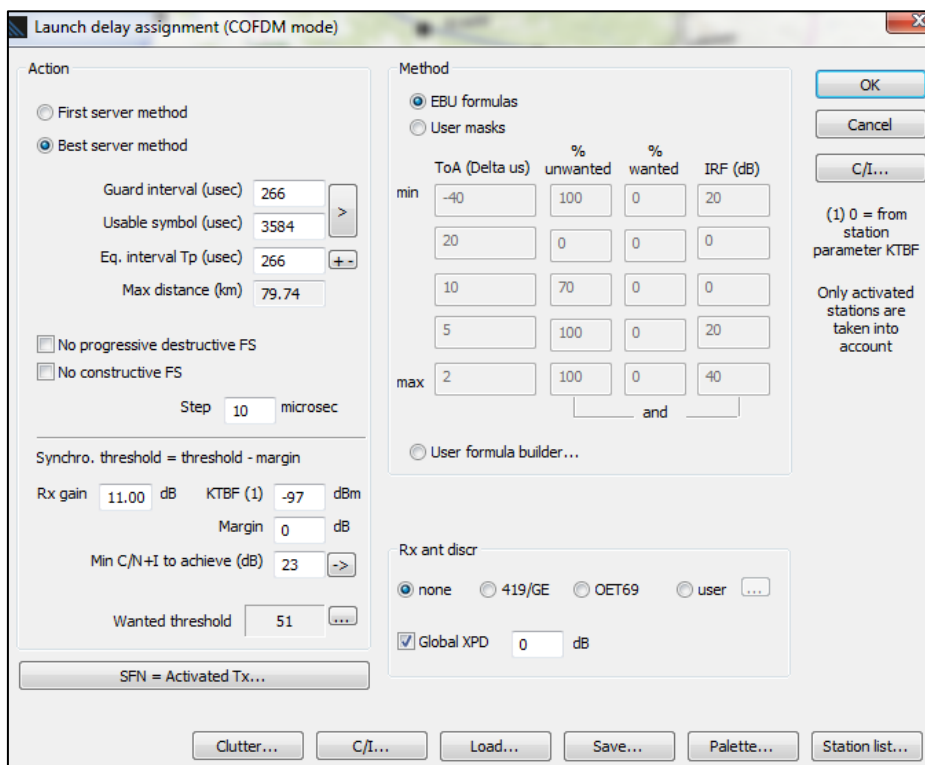 Launch delay assignment (COFDM mode)
X
Action
First server method
Best server method
Guard interval (usec) 266
Usable symbol (usec) 3584
>
Eq. interval Tp (usec) 266 + -
Max distance (km) 79.74
No progressive destructive FS
No constructive FS
Step 10 microsec
Synchro. threshold = threshold - margin
Rx gain 11.00 dB KTBF (1) -97 dBm
Margin 0 dB
Min C/N+I to achieve (dB) 23 ->
Wanted threshold 51 ...
SFN = Activated Tx...
Method
EBU formulas
User masks
ToA (Delta us) % unwanted % wanted IRF (dB)
min -40 100 0 20
20 0 0 0
10 70 0 0
5 100 0 20
max 2 100 0 40
and
User formula builder...
Rx ant discr
none 419/GE OET69 user ...
Global XPD 0 dB
OK
Cancel
C/I...
(1) 0 = from
station
parameter KTBF
Only activated
stations are
taken into
account
Clutter... C/I... Load... Save... Palette... Station list...